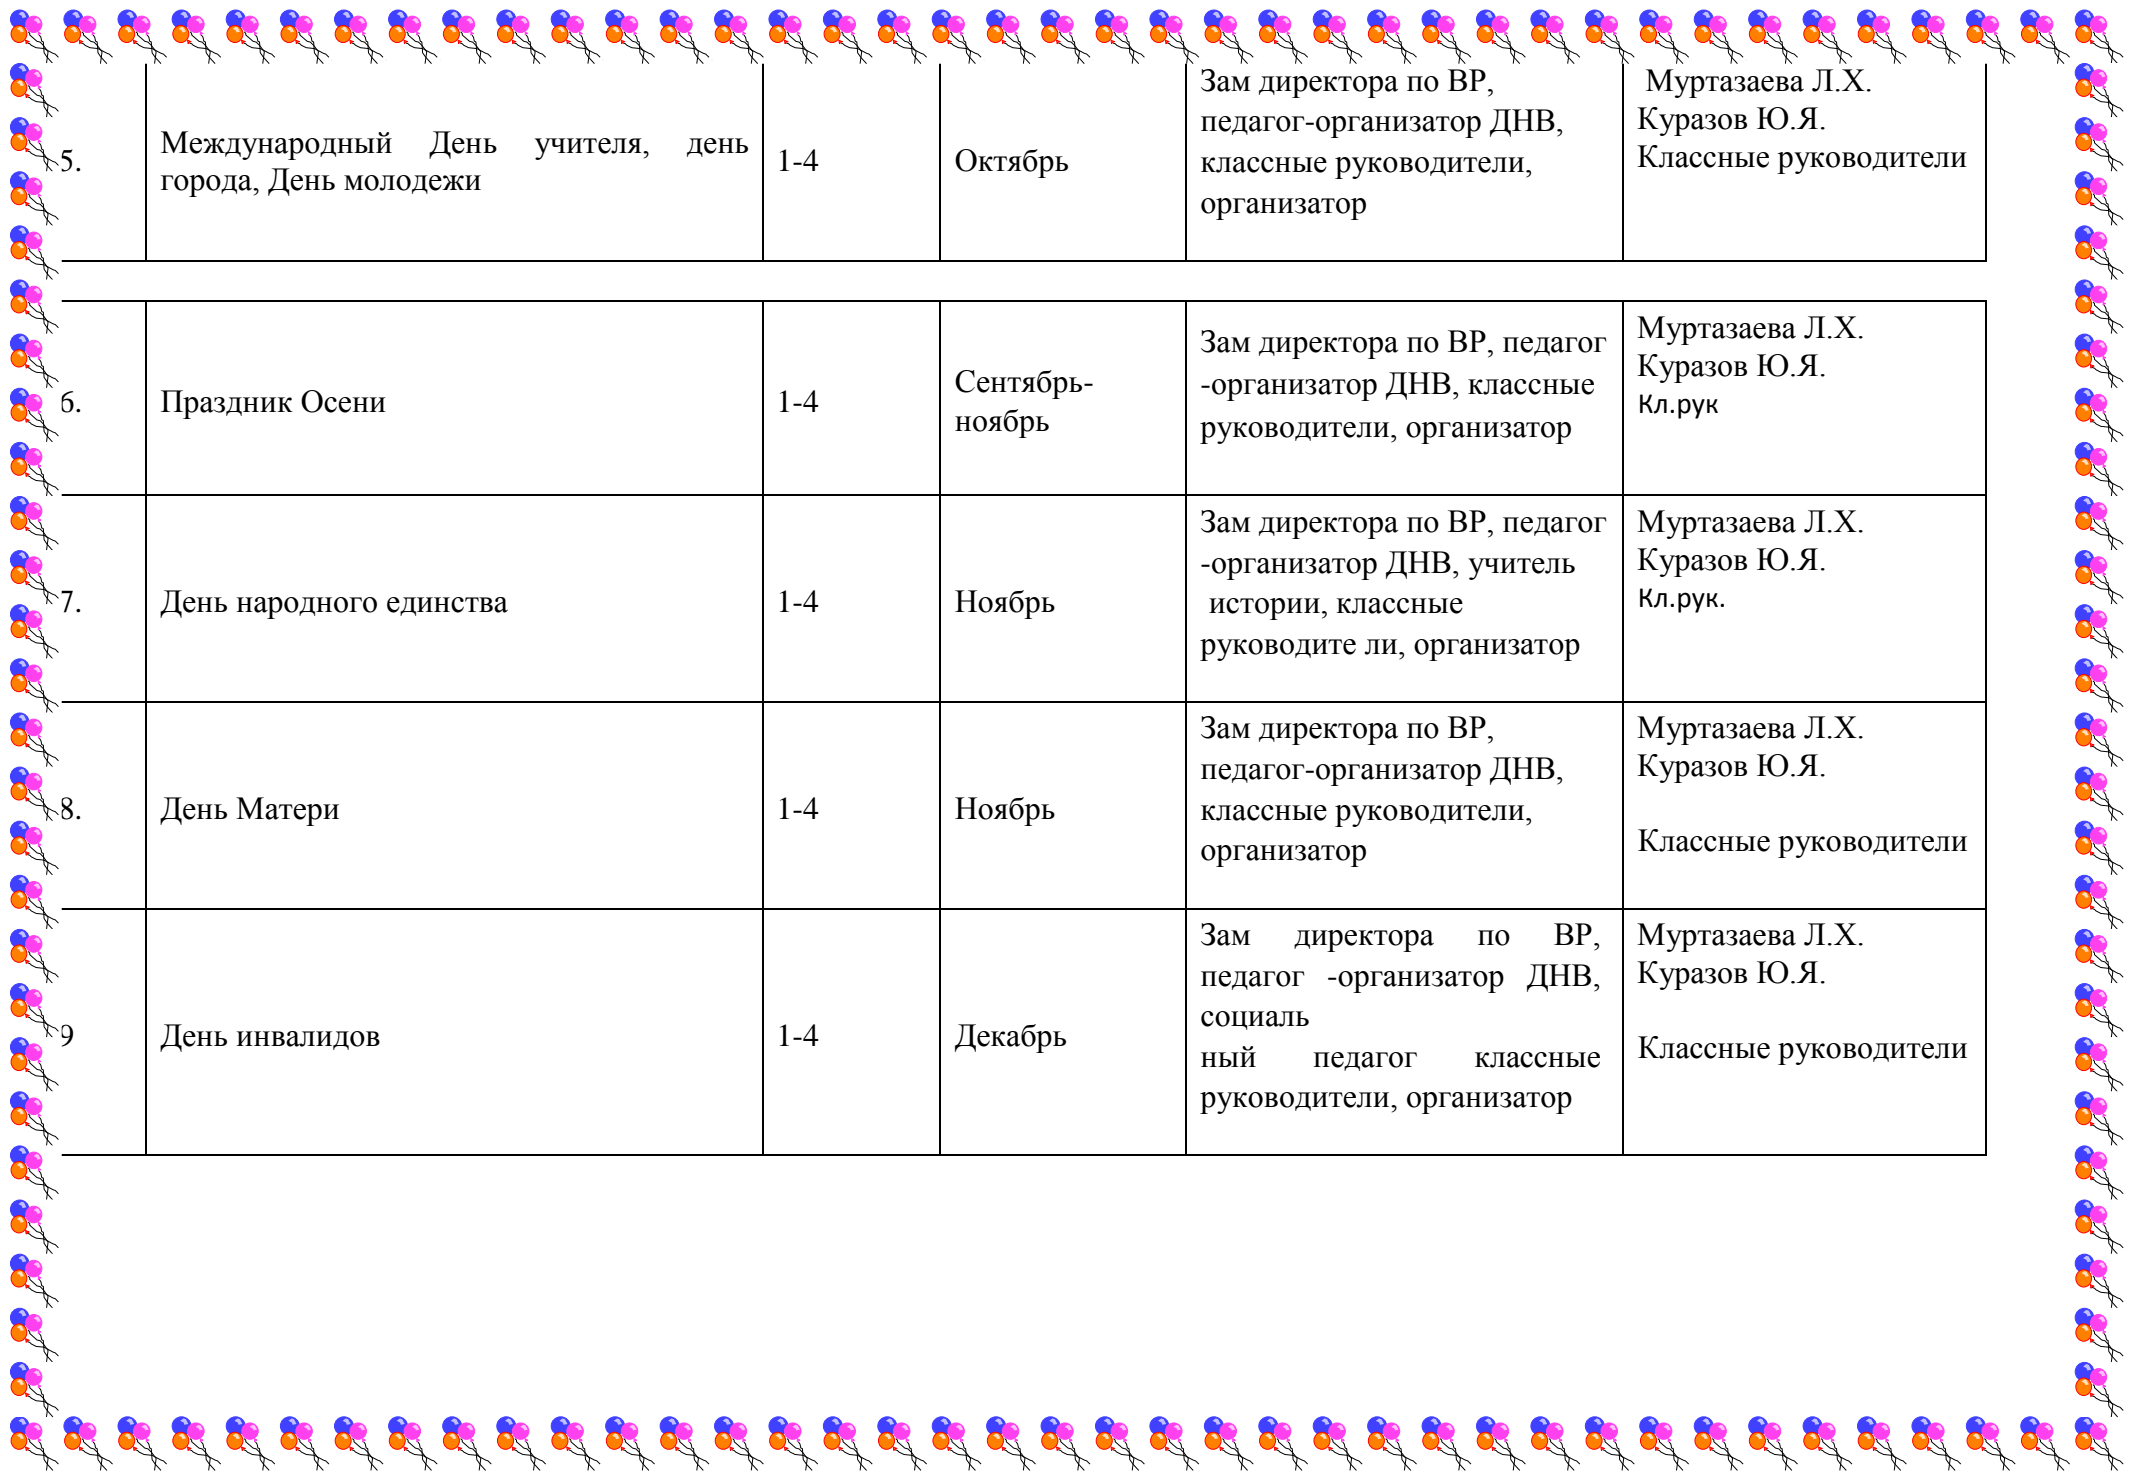 5.
Международный День учителя, день
города, День молодежи
1-4
Октябрь
Зам директора по ВР,
педагог-организатор ДНВ,
классные руководители,
организатор
Муртазаева Л.Х.
Куразов Ю.Я.
Классные руководители
6.
Праздник Осени
1-4
Сентябрь-
ноябрь
Зам директора по ВР, педагог
-организатор ДНВ, классные
руководители, организатор
Муртазаева Л.Х.
Куразов Ю.Я.
Кл.рук
7.
День народного единства
1-4
Ноябрь
Зам директора по ВР, педагог
-организатор ДНВ, учитель
истории, классные
руководите ли, организатор
Муртазаева Л.Х.
Куразов Ю.Я.
Кл.рук.
8.
День Матери
1-4
Ноябрь
Зам директора по ВР,
педагог-организатор ДНВ,
классные руководители,
организатор
Муртазаева Л.Х.
Куразов Ю.Я.
Классные руководители
9
День инвалидов
1-4
Декабрь
Зам директора по ВР,
педагог -организатор ДНВ,
социаль
ный педагог классные
руководители, организатор
Муртазаева Л.Х.
Куразов Ю.Я.
Классные руководители